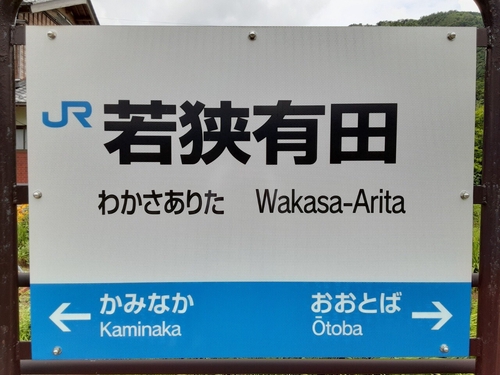 JR 若狭有田
わかさありた Wakasa-Arita
← かみなか おおとば →
Kaminaka Ōtoba